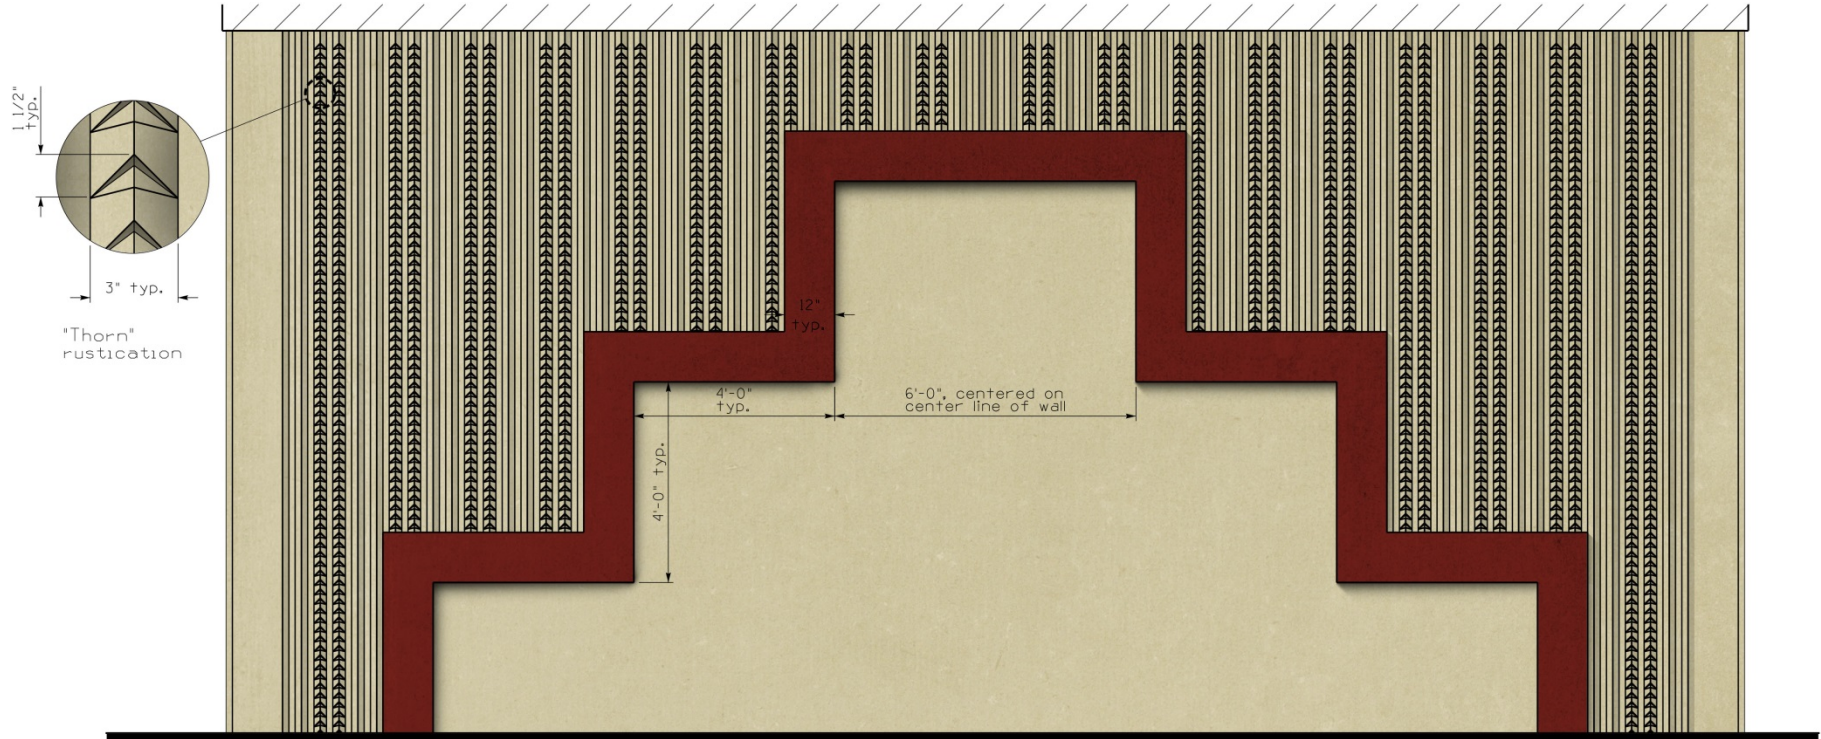 1 1/2"
typ.
3" typ.
"Thorn"
rustication
12"
typ.
4'-0"
typ.
6'-0", centered on
center line of wall
4'-0" typ.